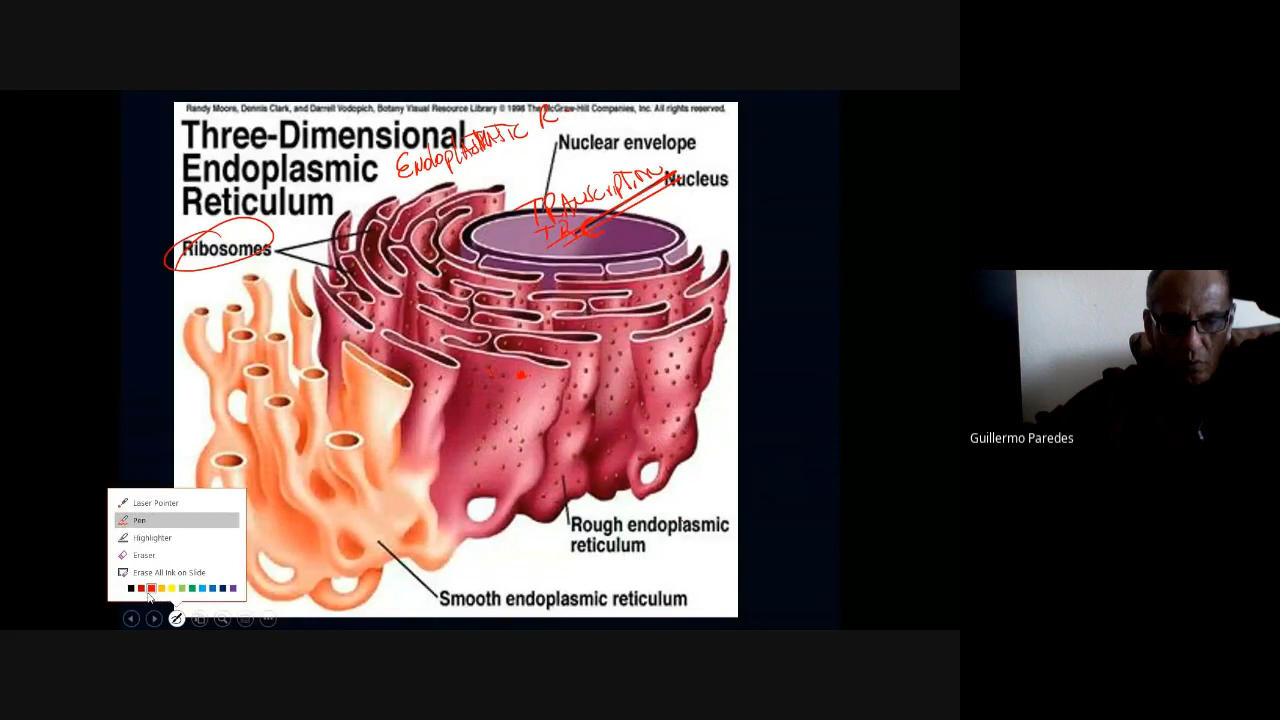 Randy Moore, Dennis Clark, and Darrell Vodopich, Botany Visual Resource Library © 1998 The McGraw-Hill Companies, Inc. All rights reserved.
Three-Dimensional
Endoplasmic
Reticulum
Endoplasmic R
Nuclear envelope
Nucleus
TRANscriptioN
Ribosomes
Guillermo Paredes
Laser Pointer
Pen
Highlighter
Eraser
Erase All Ink on Slide
Rough endoplasmic
reticulum
Smooth endoplasmic reticulum